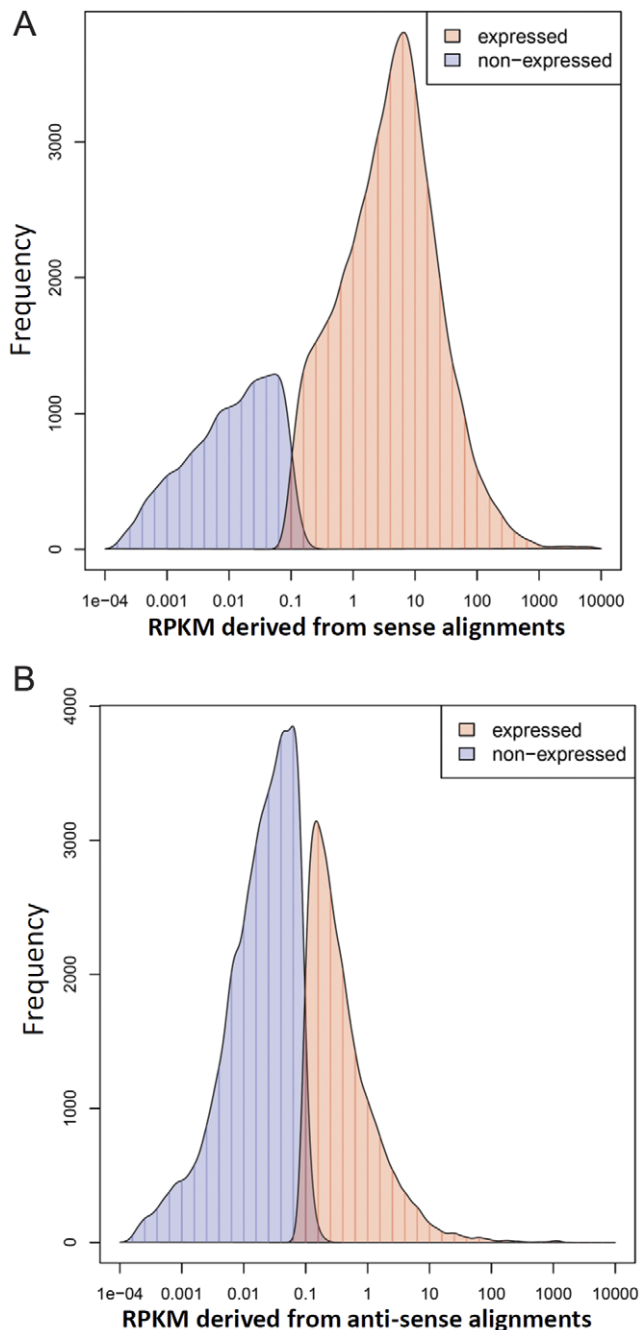 A
expressed
non−expressed
3000
2000
1000
0
Frequency
1e−04 0.001 0.01 0.1 1 10 100 1000 10000
RPKM derived from sense alignments
B
expressed
non−expressed
4000
3000
2000
1000
0
Frequency
1e−04 0.001 0.01 0.1 1 10 100 1000 10000
RPKM derived from anti-sense alignments